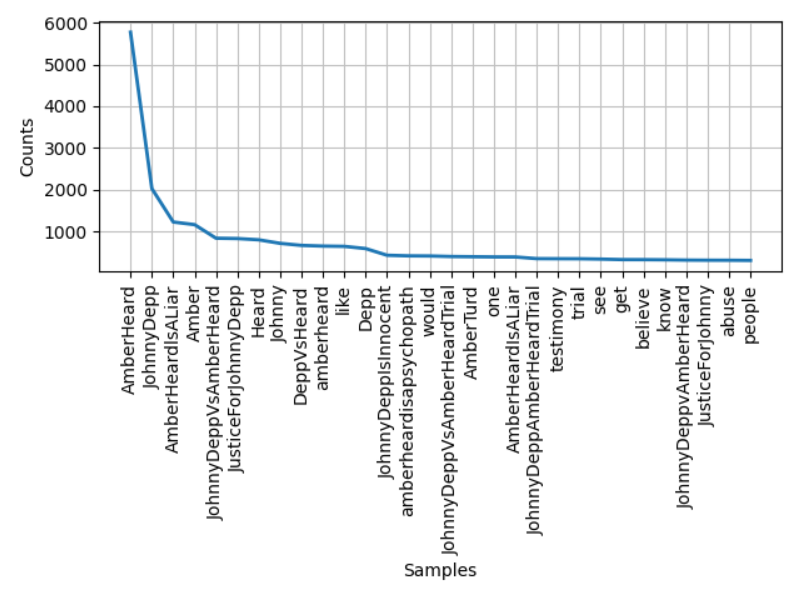 6000
5000
4000
3000
2000
1000
Counts
AmberHeard
JohnnyDepp
AmberHeardIsALiar
Amber
JohnnyDeppVsAmberHeard
JusticeForJohnnyDepp
Heard
Johnny
DeppVsHeard
amberheard
like
Depp
JohnnyDeppIsInnocent
amberheardisapsychopath
would
JohnnyDeppVsAmberHeardTrial
AmberTurd
one
AmberHeardIsALiar
JohnnyDeppAmberHeardTrial
testimony
trial
see
get
believe
know
JohnnyDeppvAmberHeard
JusticeForJohnny
abuse
people
Samples